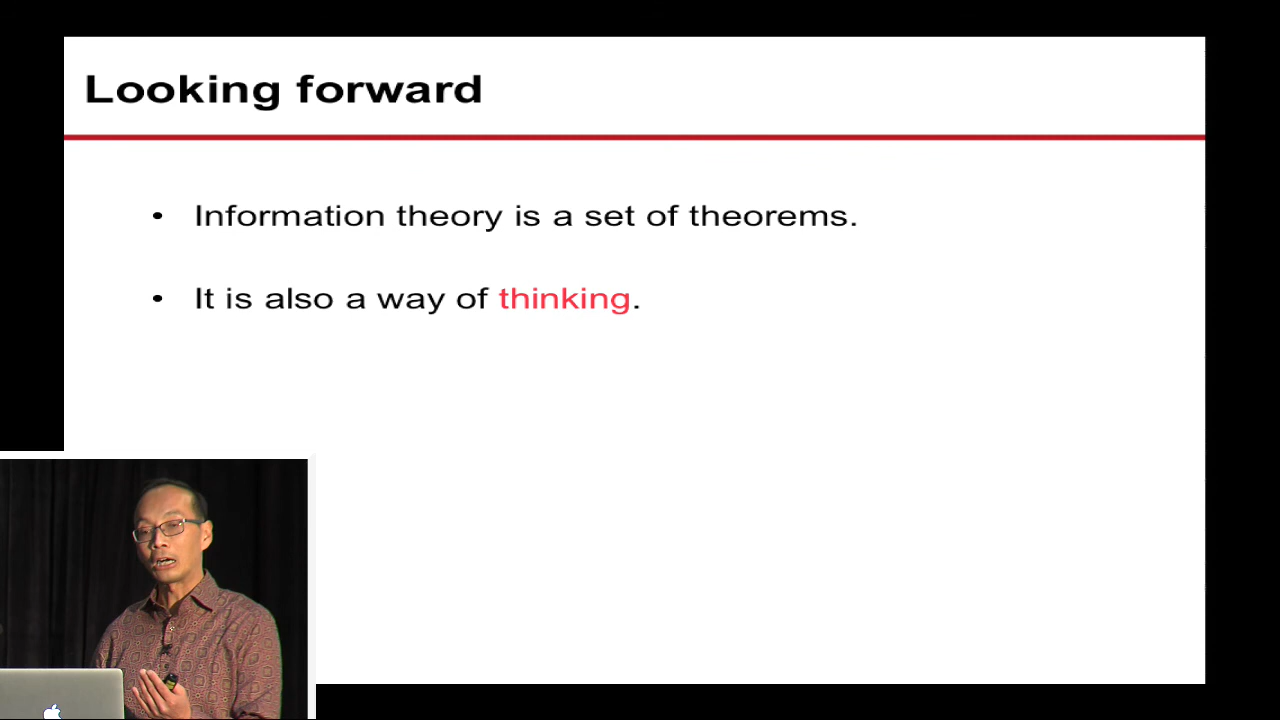 Looking forward
• Information theory is a set of theorems.
• It is also a way of thinking.